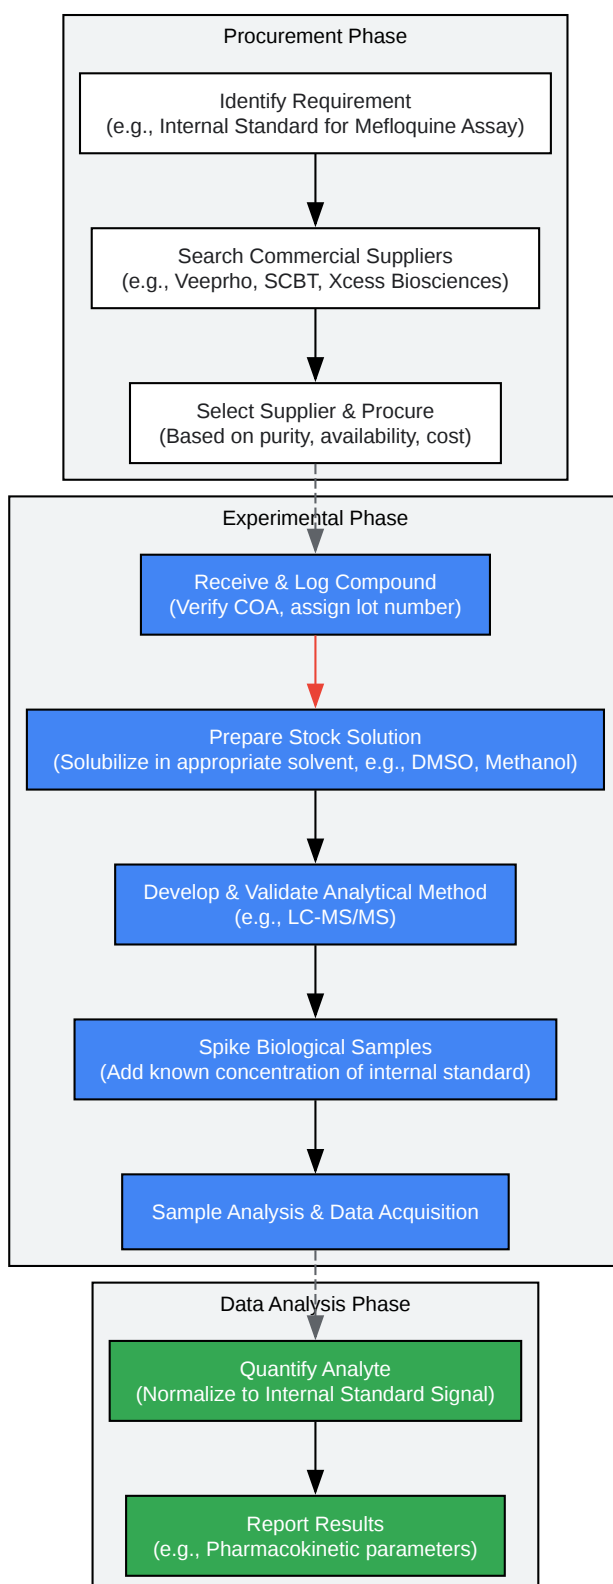 Procurement Phase
Identify Requirement
(e.g., Internal Standard for Mefloquine Assay)
Search Commercial Suppliers
(e.g., Veeprho, SCBT, Xcess Biosciences)
Select Supplier & Procure
(Based on purity, availability, cost)
Experimental Phase
Receive & Log Compound
(Verify COA, assign lot number)
Prepare Stock Solution
(Solubilize in appropriate solvent, e.g., DMSO, Methanol)
Develop & Validate Analytical Method
(e.g., LC-MS/MS)
Spike Biological Samples
(Add known concentration of internal standard)
Sample Analysis & Data Acquisition
Data Analysis Phase
Quantify Analyte
(Normalize to Internal Standard Signal)
Report Results
(e.g., Pharmacokinetic parameters)